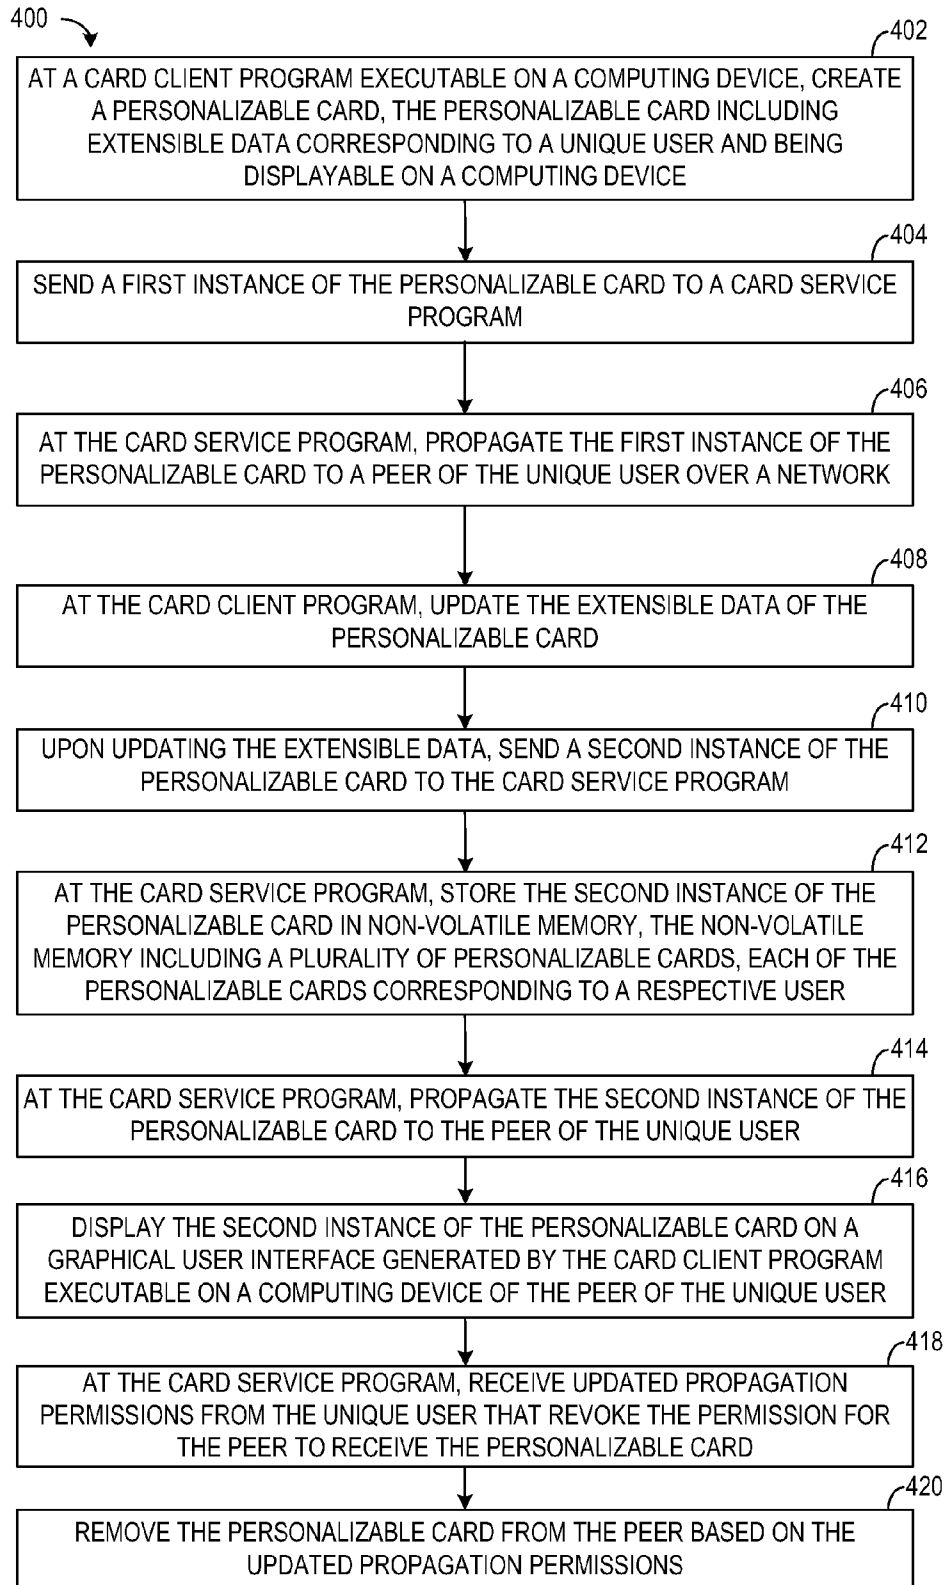 400
402
AT A CARD CLIENT PROGRAM EXECUTABLE ON A COMPUTING DEVICE, CREATE
A PERSONALIZABLE CARD, THE PERSONALIZABLE CARD INCLUDING
EXTENSIBLE DATA CORRESPONDING TO A UNIQUE USER AND BEING
DISPLAYABLE ON A COMPUTING DEVICE
404
SEND A FIRST INSTANCE OF THE PERSONALIZABLE CARD TO A CARD SERVICE
PROGRAM
406
AT THE CARD SERVICE PROGRAM, PROPAGATE THE FIRST INSTANCE OF THE
PERSONALIZABLE CARD TO A PEER OF THE UNIQUE USER OVER A NETWORK
408
AT THE CARD CLIENT PROGRAM, UPDATE THE EXTENSIBLE DATA OF THE
PERSONALIZABLE CARD
410
UPON UPDATING THE EXTENSIBLE DATA, SEND A SECOND INSTANCE OF THE
PERSONALIZABLE CARD TO THE CARD SERVICE PROGRAM
412
AT THE CARD SERVICE PROGRAM, STORE THE SECOND INSTANCE OF THE
PERSONALIZABLE CARD IN NON-VOLATILE MEMORY, THE NON-VOLATILE
MEMORY INCLUDING A PLURALITY OF PERSONALIZABLE CARDS, EACH OF THE
PERSONALIZABLE CARDS CORRESPONDING TO A RESPECTIVE USER
414
AT THE CARD SERVICE PROGRAM, PROPAGATE THE SECOND INSTANCE OF THE
PERSONALIZABLE CARD TO THE PEER OF THE UNIQUE USER
416
DISPLAY THE SECOND INSTANCE OF THE PERSONALIZABLE CARD ON A
GRAPHICAL USER INTERFACE GENERATED BY THE CARD CLIENT PROGRAM
EXECUTABLE ON A COMPUTING DEVICE OF THE PEER OF THE UNIQUE USER
418
AT THE CARD SERVICE PROGRAM, RECEIVE UPDATED PROPAGATION
PERMISSIONS FROM THE UNIQUE USER THAT REVOKE THE PERMISSION FOR
THE PEER TO RECEIVE THE PERSONALIZABLE CARD
420
REMOVE THE PERSONALIZABLE CARD FROM THE PEER BASED ON THE
UPDATED PROPAGATION PERMISSIONS